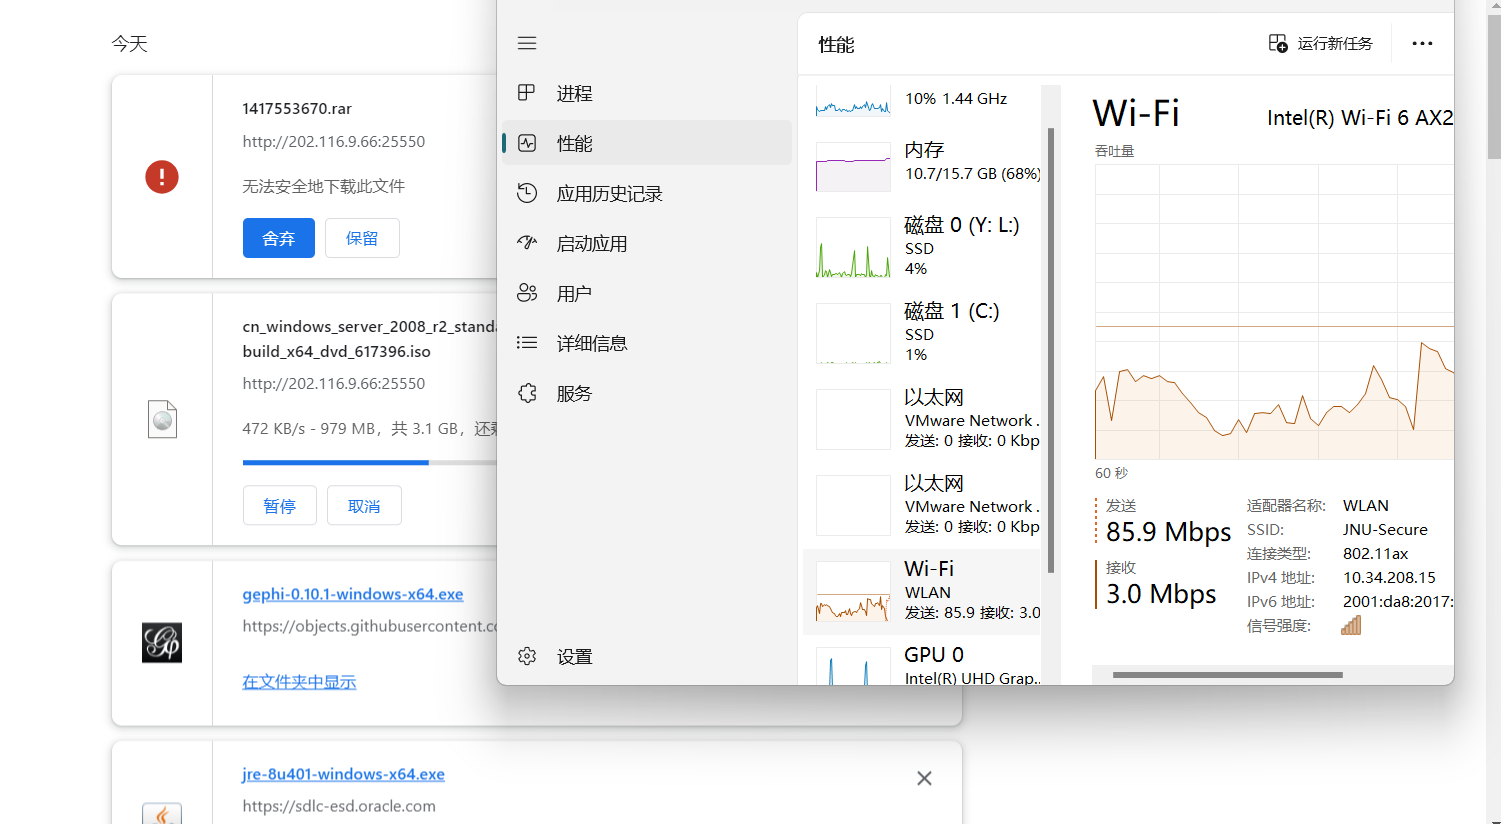 今天
1417553670.rar
http://202.116.9.66:25550
无法安全地下载此文件
舍弃
保留
cn_windows_server_2008_r2_standa
build_x64_dvd_617396.iso
http://202.116.9.66:25550
472 KB/s - 979 MB，共 3.1 GB，还剩
暂停
取消
gephi-0.10.1-windows-x64.exe
https://objects.githubusercontent.co
在文件夹中显示
jre-8u401-windows-x64.exe
https://sdlc-esd.oracle.com
进程
性能
应用历史记录
启动应用
用户
详细信息
服务
设置
性能
运行新任务
10% 1.44 GHz
内存
10.7/15.7 GB (68%)
磁盘 0 (Y: L:)
SSD
4%
磁盘 1 (C:)
SSD
1%
以太网
VMware Network .
发送: 0 接收: 0 Kbp
以太网
VMware Network .
发送: 0 接收: 0 Kbp
Wi-Fi
WLAN
发送: 85.9 接收: 3.0
GPU 0
Intel(R) UHD Grap..
Wi-Fi
Intel(R) Wi-Fi 6 AX2
吞吐量
60 秒
发送
85.9 Mbps
接收
3.0 Mbps
适配器名称: WLAN
SSID: JNU-Secure
连接类型: 802.11ax
IPv4 地址: 10.34.208.15
IPv6 地址: 2001:da8:2017:
信号强度: